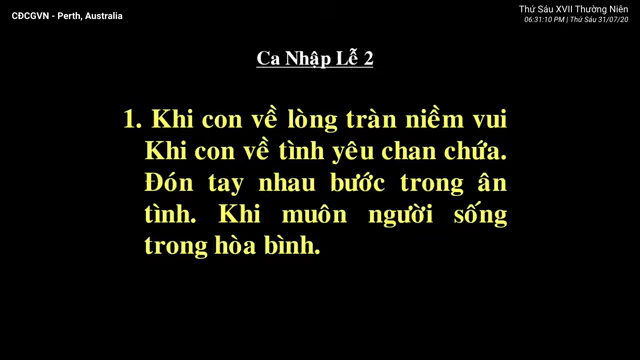 CĐCGVN - Perth, Australia
Thứ Sáu XVII Thường Niên
06:31:10 PM | Thứ Sáu 31/07/20
Ca Nhập Lễ 2
1. Khi con về lòng tràn niềm vui
Khi con về tình yêu chan chứa.
Đón tay nhau bước trong ân
tình. Khi muôn người sống
trong hòa bình.